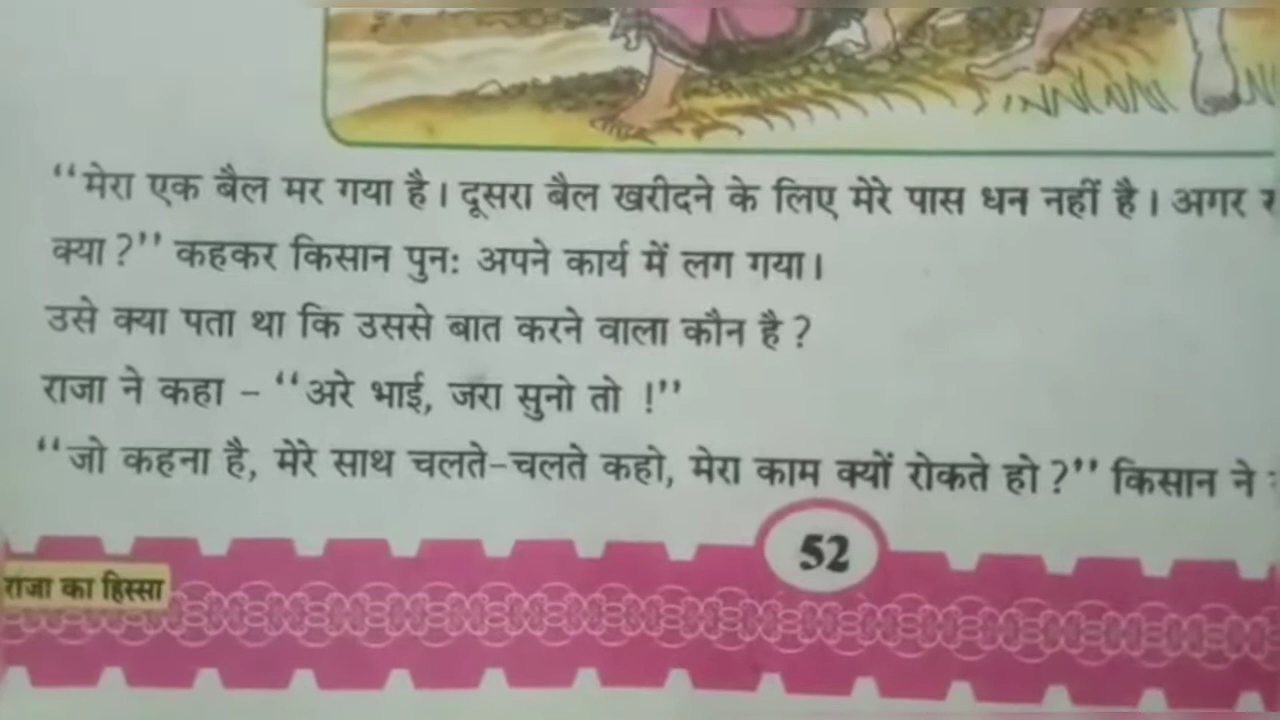 “मेरा एक बैल मर गया है। दूसरा बैल खरीदने के लिए मेरे पास धन नहीं है। अगर
क्या ?” कहकर किसान पुनः अपने कार्य में लग गया।
उसे क्या पता था कि उससे बात करने वाला कौन है ?
राजा ने कहा – “अरे भाई, जरा सुनो तो !”
“जो कहना है, मेरे साथ चलते-चलते कहो, मेरा काम क्यों रोकते हो ?” किसान ने
52
राजा का हिस्सा